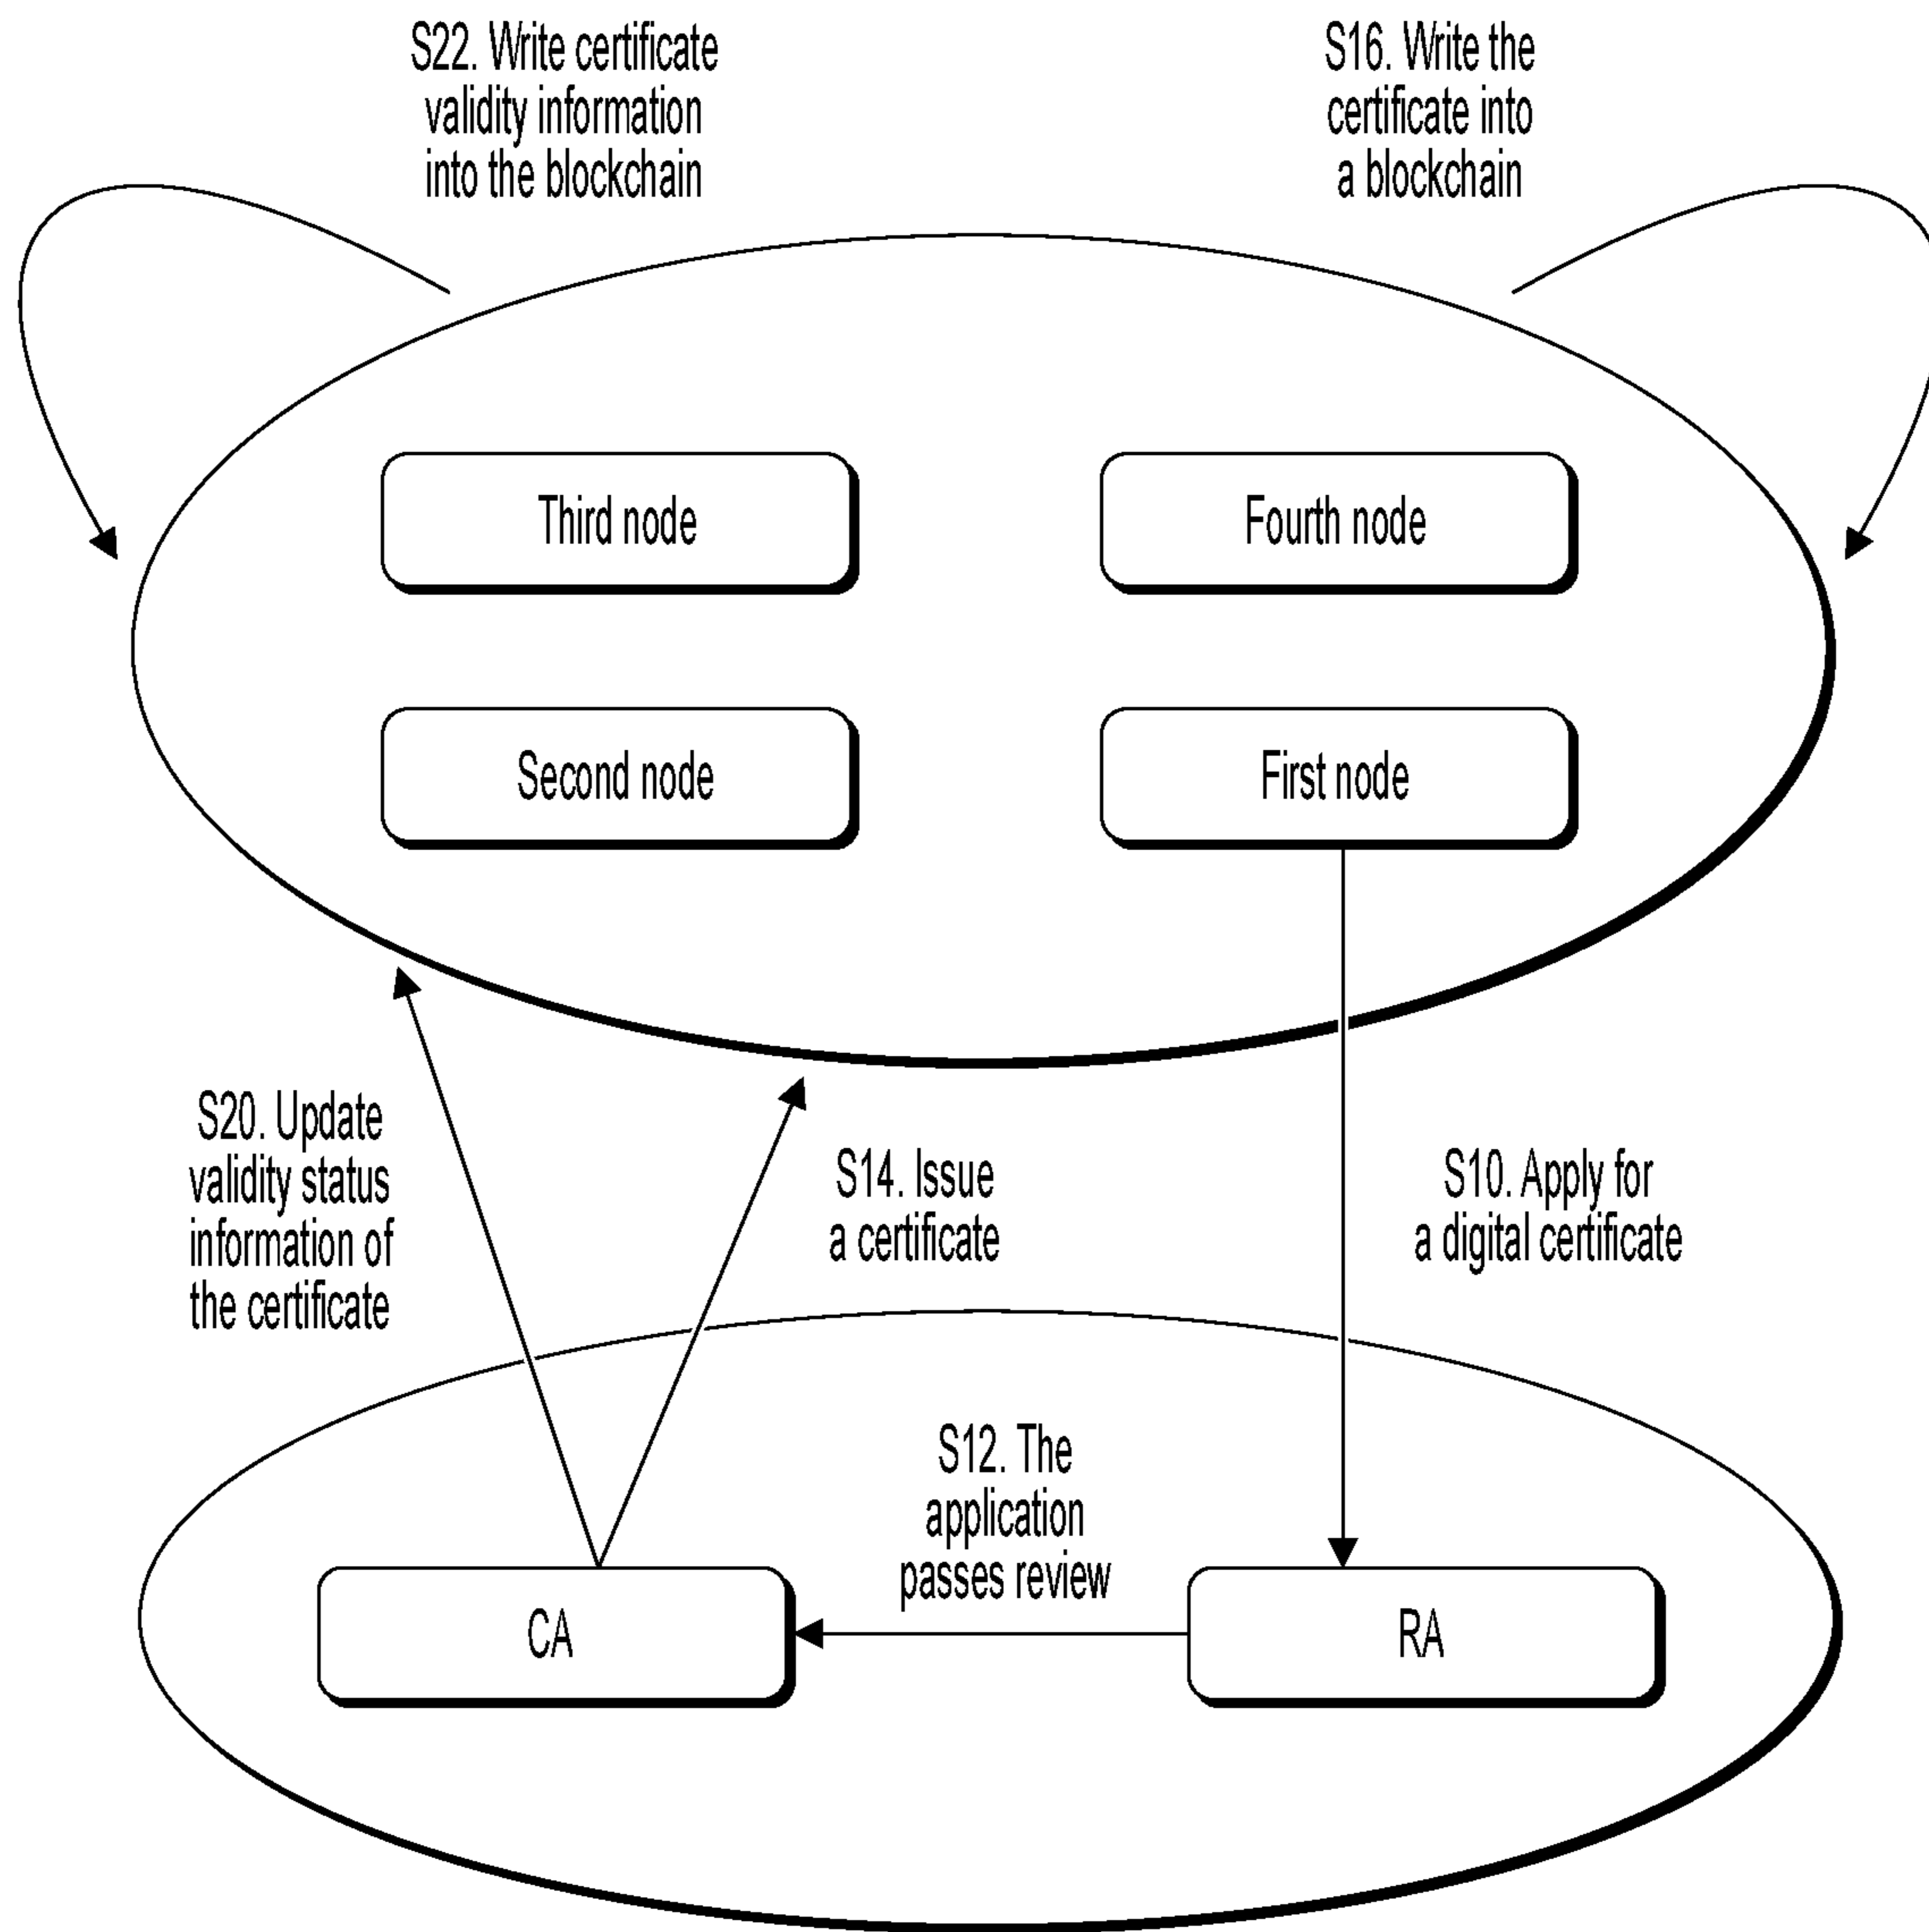 S22. Write certificate
validity information
into the blockchain
S16. Write the
certificate into
a blockchain
Third node
Fourth node
Second node
First node
S20. Update
validity status
information of
the certificate
S14. Issue
a certificate
S10. Apply for
a digital certificate
S12. The
application
passes review
CA
RA